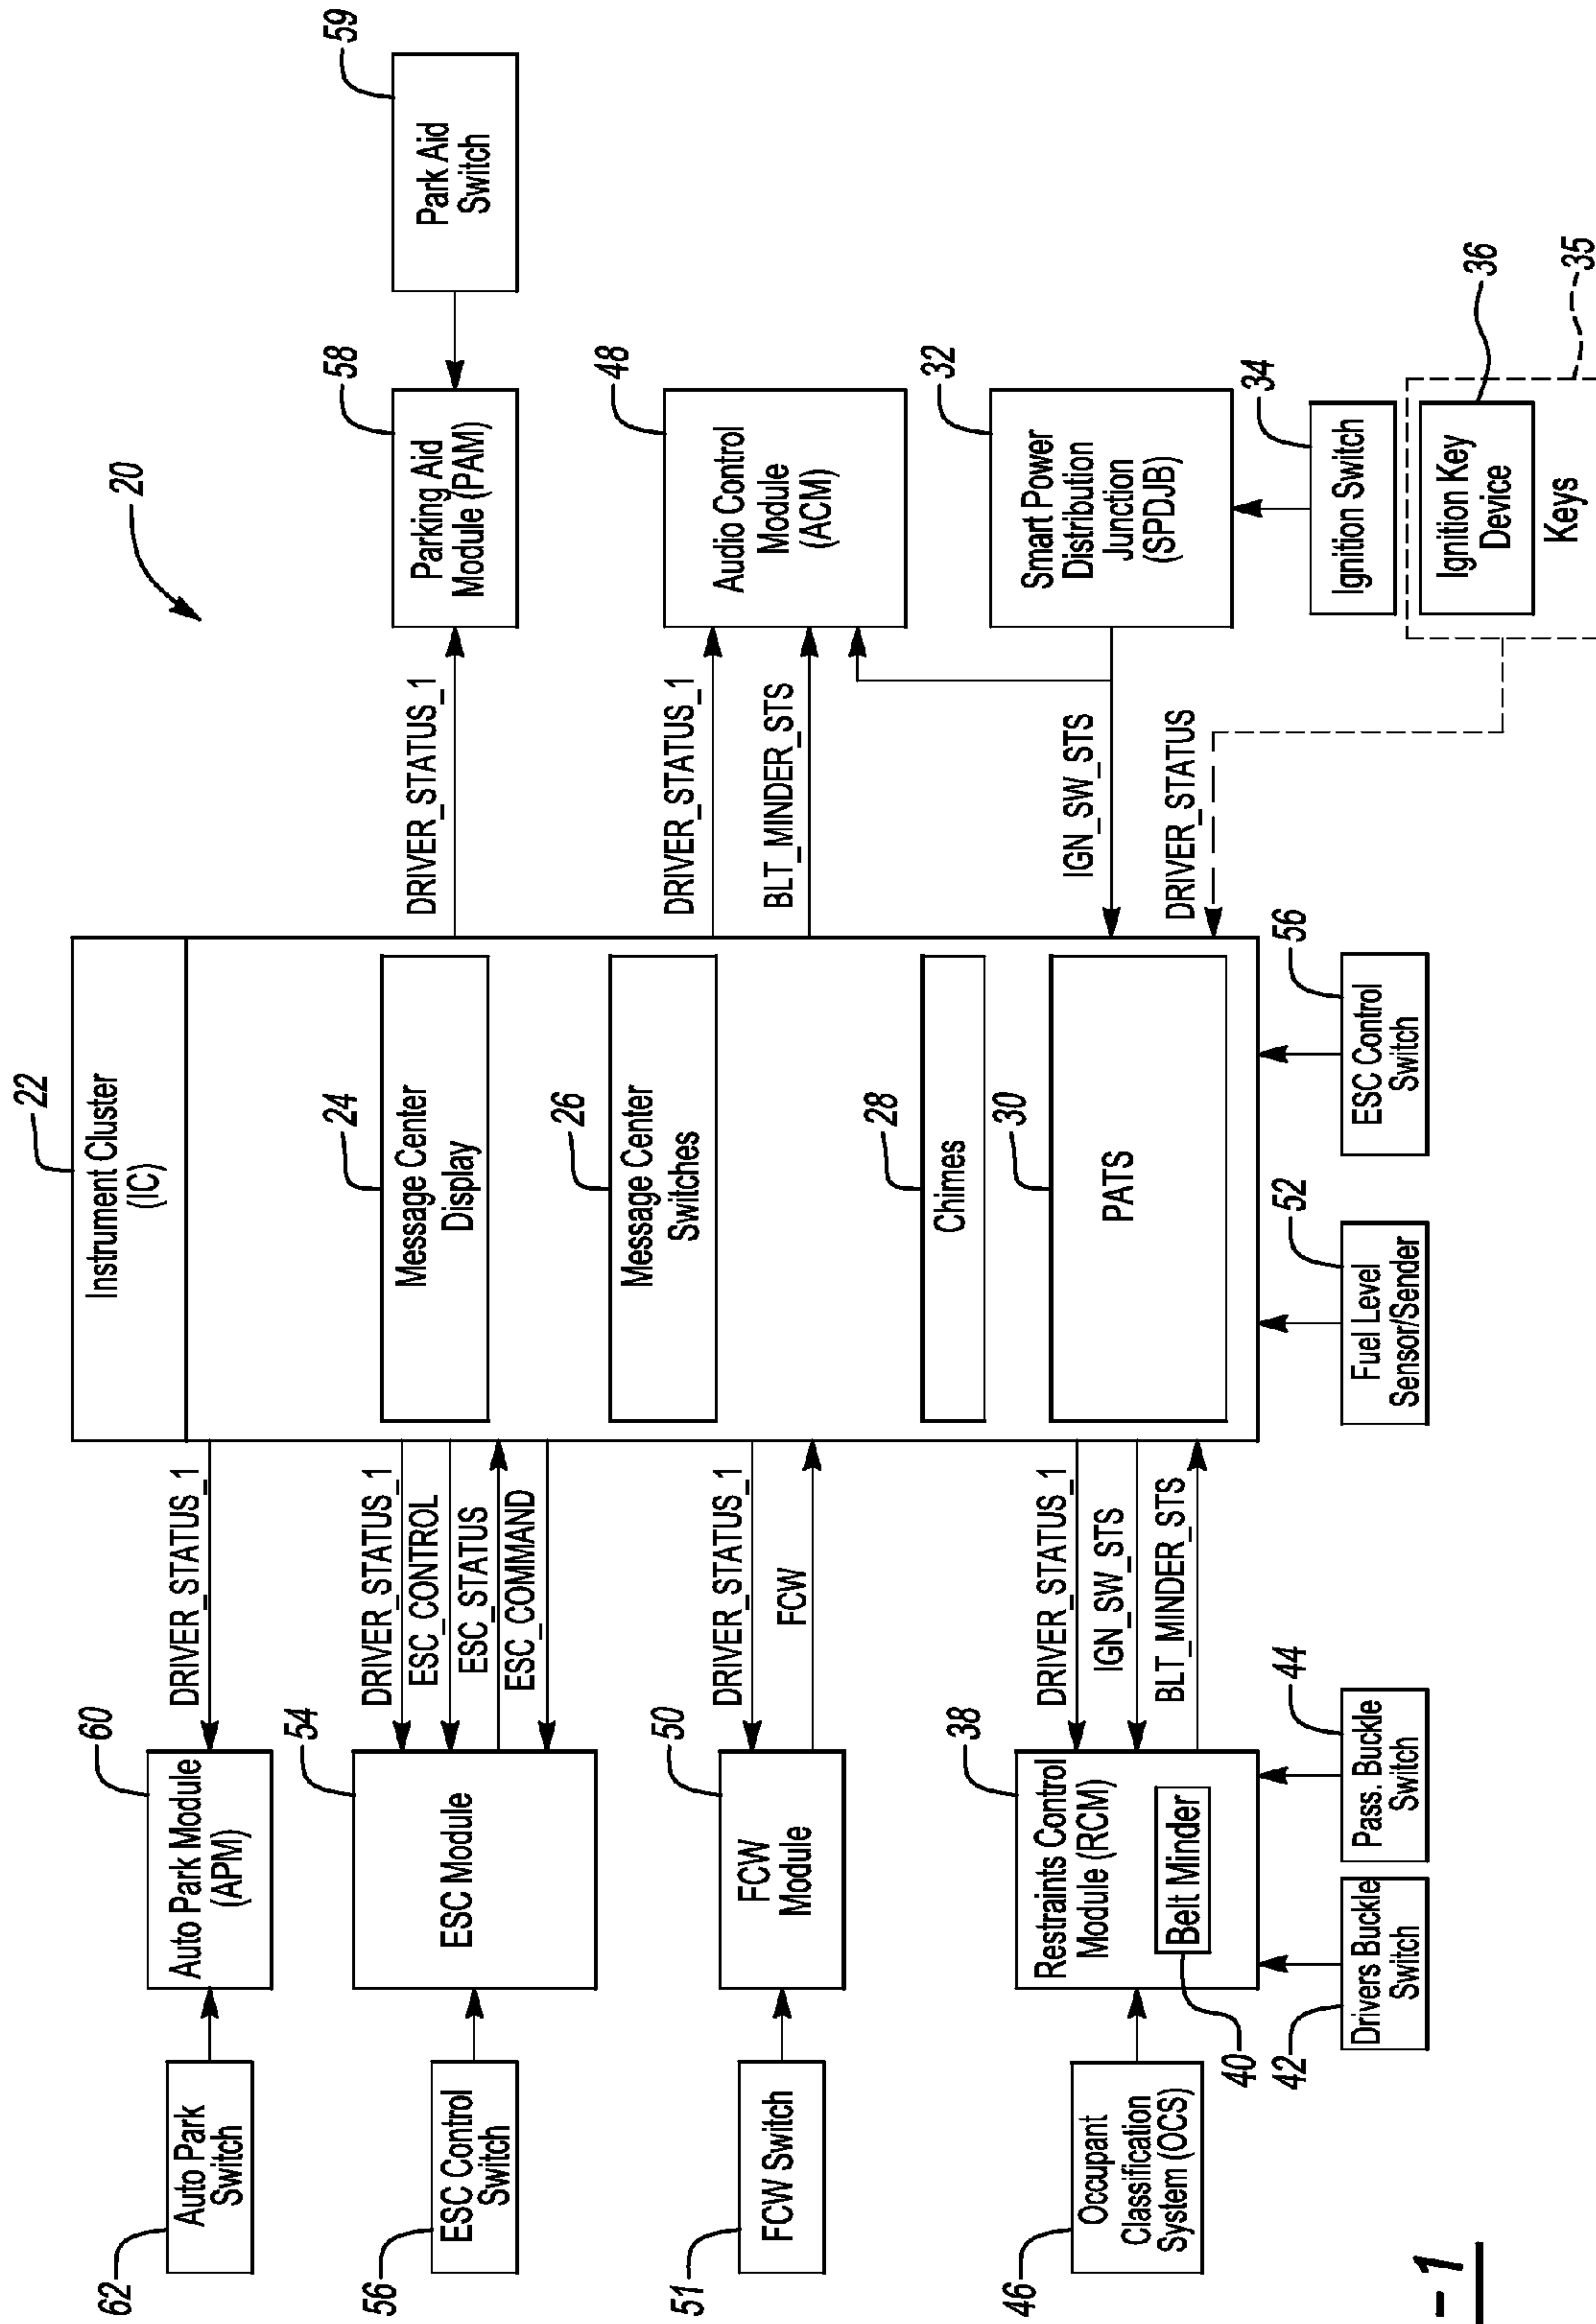 20
22
Instrument Cluster
(IC)
24
Message Center
Display
26
Message Center
Switches
28
Chimes
30
PATS
62
Auto Park
Switch
60
Auto Park Module
(APM)
DRIVER_STATUS_1
56
ESC Control
Switch
54
ESC Module
DRIVER_STATUS_1
ESC_CONTROL
ESC_STATUS
ESC_COMMAND
51
FCW Switch
50
FCW
Module
DRIVER_STATUS_1
FCW
46
Occupant
Classification
System (OCS)
38
Restraints Control
Module (RCM)
Belt Minder
40
DRIVER_STATUS_1
IGN_SW_STS
BLT_MINDER_STS
42
Drivers Buckle
Switch
44
Pass. Buckle
Switch
52
Fuel Level
Sensor/Sender
56
ESC Control
Switch
DRIVER_STATUS_1
58
Parking Aid
Module (PAM)
59
Park Aid
Switch
DRIVER_STATUS_1
BLT_MINDER_STS
48
Audio Control
Module
(ACM)
IGN_SW_STS
32
Smart Power
Distribution
Junction
(SPDJB)
34
Ignition Switch
DRIVER_STATUS
35
36
Ignition Key
Device
Keys
- 1